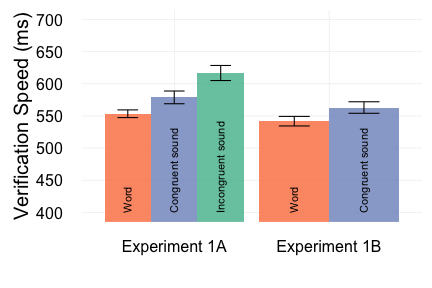 Verification Speed (ms)
700
650
600
550
500
450
400
Word
Congruent sound
Incongruent sound
Word
Congruent sound
Experiment 1A
Experiment 1B